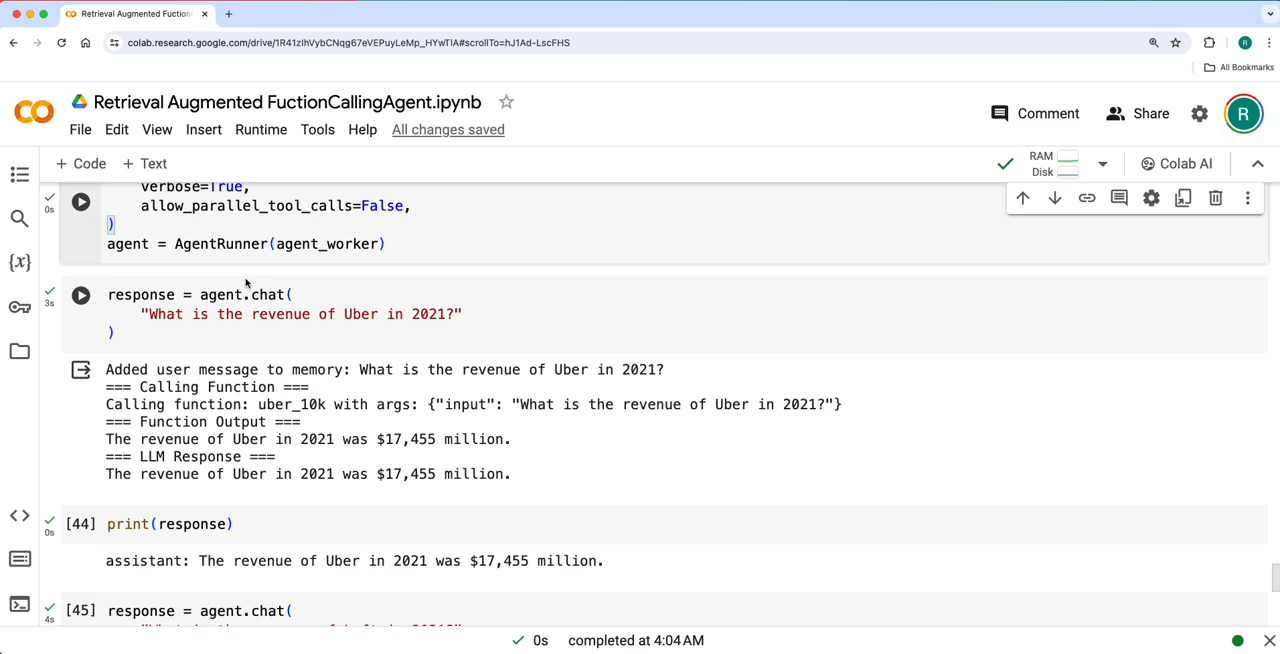 Retrieval Augmented Fuction
colab.research.google.com/drive/1R41zIhVybCNqg67eVEPuyLeMp_HYwTIA#scrollTo=hJ1Ad-LscFHS
R
All Bookmarks
Retrieval Augmented FuctionCallingAgent.ipynb
Comment
Share
R
File Edit View Insert Runtime Tools Help All changes saved
+ Code + Text
RAM
Disk
Colab AI
verbose=True,
0s
allow_parallel_tool_calls=False,
)
agent = AgentRunner(agent_worker)
{x}
3s
response = agent.chat(
"What is the revenue of Uber in 2021?"
)
Added user message to memory: What is the revenue of Uber in 2021?
=== Calling Function ===
Calling function: uber_10k with args: {"input": "What is the revenue of Uber in 2021?"}
=== Function Output ===
The revenue of Uber in 2021 was $17,455 million.
=== LLM Response ===
The revenue of Uber in 2021 was $17,455 million.
0s
[44] print(response)
assistant: The revenue of Uber in 2021 was $17,455 million.
4s
[45] response = agent.chat(
0s completed at 4:04 AM